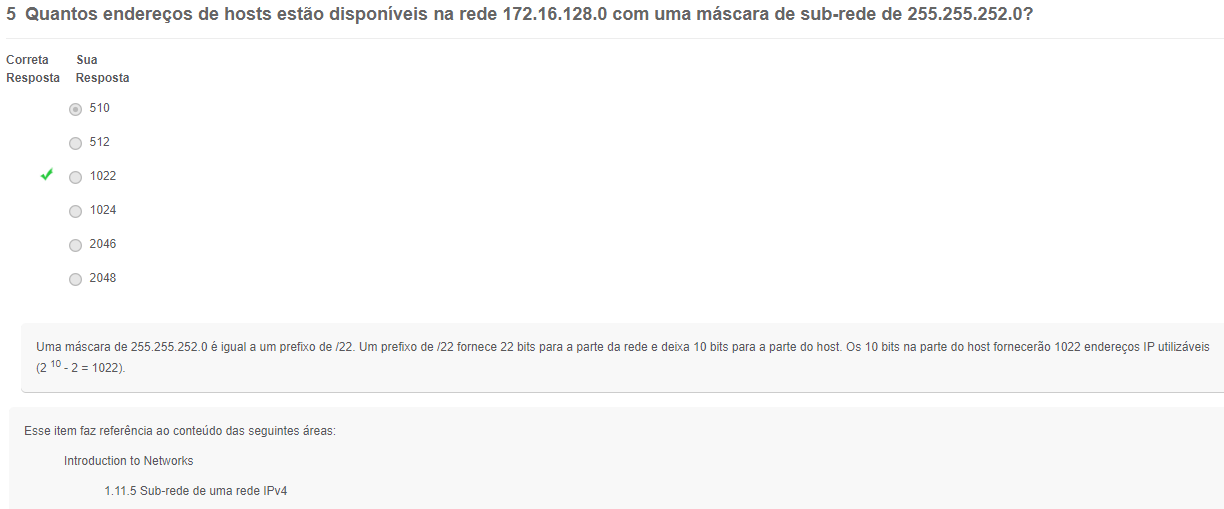 5 Quantos endereços de hosts estão disponíveis na rede 172.16.128.0 com uma máscara de sub-rede de 255.255.252.0?
Correta Sua
Resposta Resposta
510
512
1022
1024
2046
2048
Uma máscara de 255.255.252.0 é igual a um prefixo de /22. Um prefixo de /22 fornece 22 bits para a parte da rede e deixa 10 bits para a parte do host. Os 10 bits na parte do host fornecerão 1022 endereços IP utilizáveis
(2 10 - 2 = 1022).
Esse item faz referência ao conteúdo das seguintes áreas:
Introduction to Networks
1.11.5 Sub-rede de uma rede IPv4